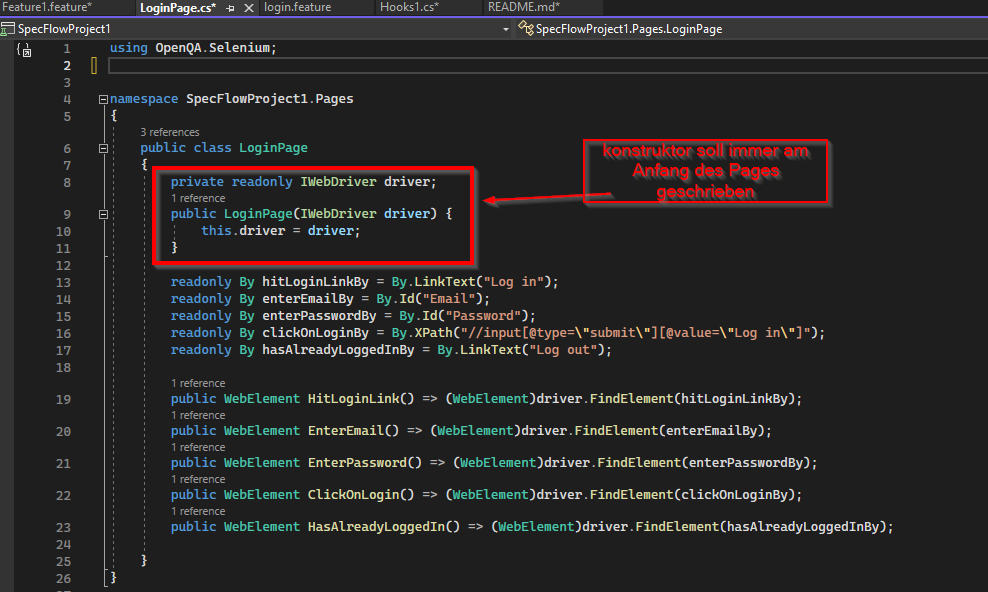 Feature1.feature* LoginPage.cs* login.feature Hooks1.cs* README.md*
SpecFlowProject1 SpecFlowProject1.Pages.LoginPage
1 using OpenQA.Selenium;
2
3
4 namespace SpecFlowProject1.Pages
5 {
3 references
6 public class LoginPage
7 {
8 private readonly IWebDriver driver;
1 reference
9 public LoginPage(IWebDriver driver) {
10 this.driver = driver;
11 }
konstruktor soll immer am
Anfang des Pages
geschrieben
12
13 readonly By hitLoginLinkBy = By.LinkText("Log in");
14 readonly By enterEmailBy = By.Id("Email");
15 readonly By enterPasswordBy = By.Id("Password");
16 readonly By clickOnLoginBy = By.XPath("//input[@type=\"submit\"][@value=\"Log in\"]");
17 readonly By hasAlreadyLoggedInBy = By.LinkText("Log out");
18
1 reference
19 public WebElement HitLoginLink() => (WebElement)driver.FindElement(hitLoginLinkBy);
1 reference
20 public WebElement EnterEmail() => (WebElement)driver.FindElement(enterEmailBy);
1 reference
21 public WebElement EnterPassword() => (WebElement)driver.FindElement(enterPasswordBy);
1 reference
22 public WebElement ClickOnLogin() => (WebElement)driver.FindElement(clickOnLoginBy);
1 reference
23 public WebElement HasAlreadyLoggedIn() => (WebElement)driver.FindElement(hasAlreadyLoggedInBy);
24
25 }
26 }